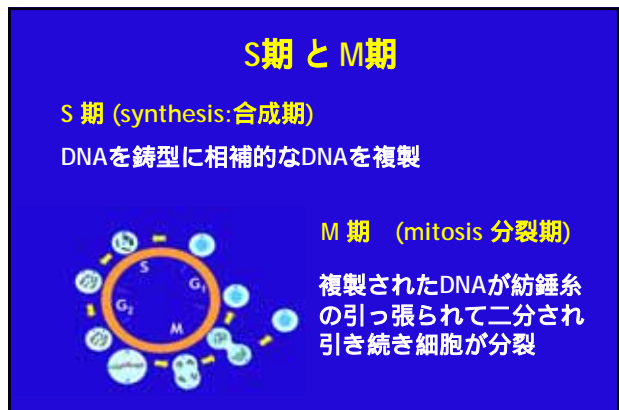 S期 と M期
S 期 (synthesis:合成期)
DNAを鋳型に相補的なDNAを複製
M 期 (mitosis 分裂期)
複製されたDNAが紡錘糸
の引っ張られて二分され
引き続き細胞が分裂
S
G1
G2
M